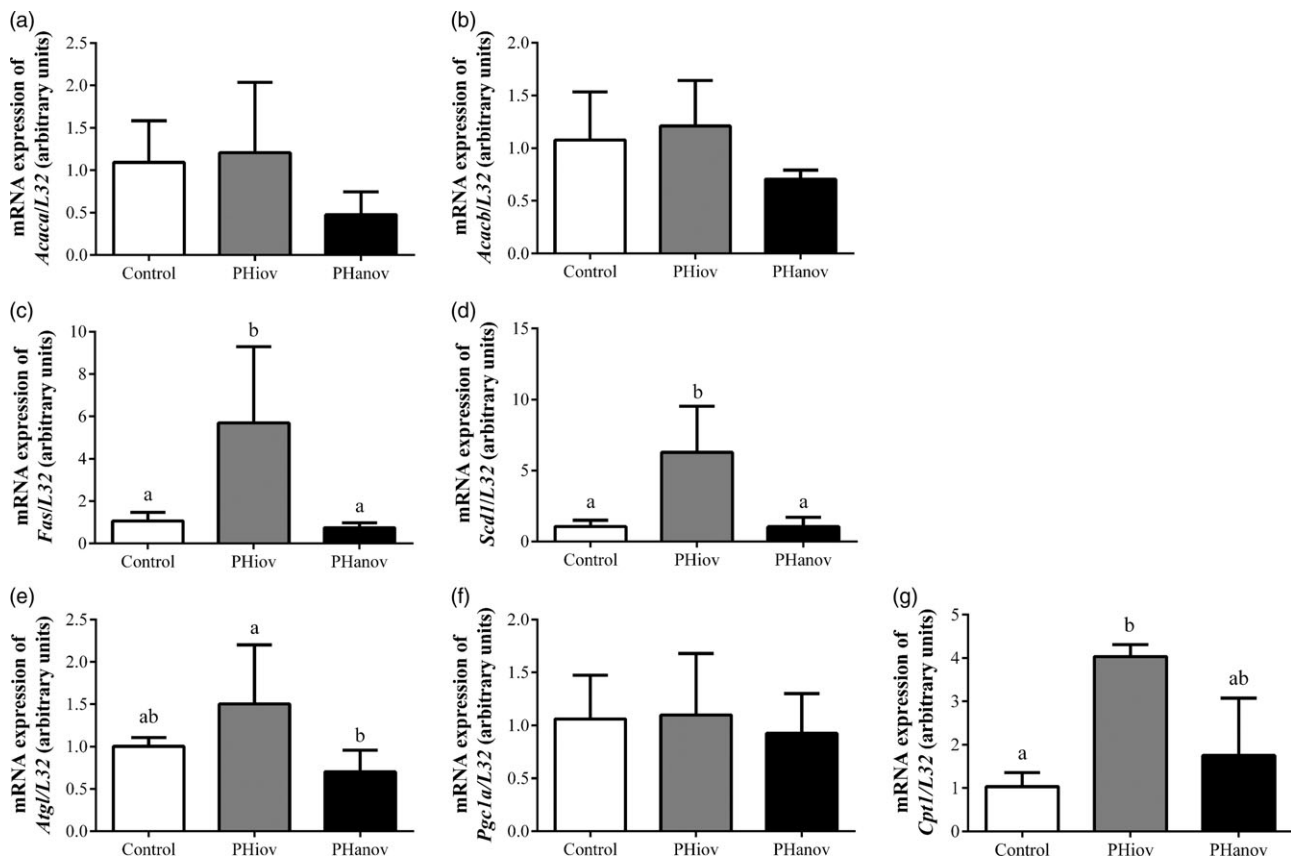 (a)
mRNA expression of
Acaca/L32 (arbitrary units)
2.5
2.0
1.5
1.0
0.5
0.0
Control PHiov PHanov
(b)
mRNA expression of
Acacb/L32 (arbitrary units)
2.0
1.5
1.0
0.5
0.0
Control PHiov PHanov
(c)
mRNA expression of
Fas/L32 (arbitrary units)
10
8
6
4
2
0
a b a
Control PHiov PHanov
(d)
mRNA expression of
Scd1/L32 (arbitrary units)
15
10
5
0
a b a
Control PHiov PHanov
(e)
mRNA expression of
Atgl/L32 (arbitrary units)
2.5
2.0
1.5
1.0
0.5
0.0
ab a b
Control PHiov PHanov
(f)
mRNA expression of
Pgc1a/L32 (arbitrary units)
2.0
1.5
1.0
0.5
0.0
Control PHiov PHanov
(g)
mRNA expression of
Cpt1/L32 (arbitrary units)
5
4
3
2
1
0
a b ab
Control PHiov PHanov